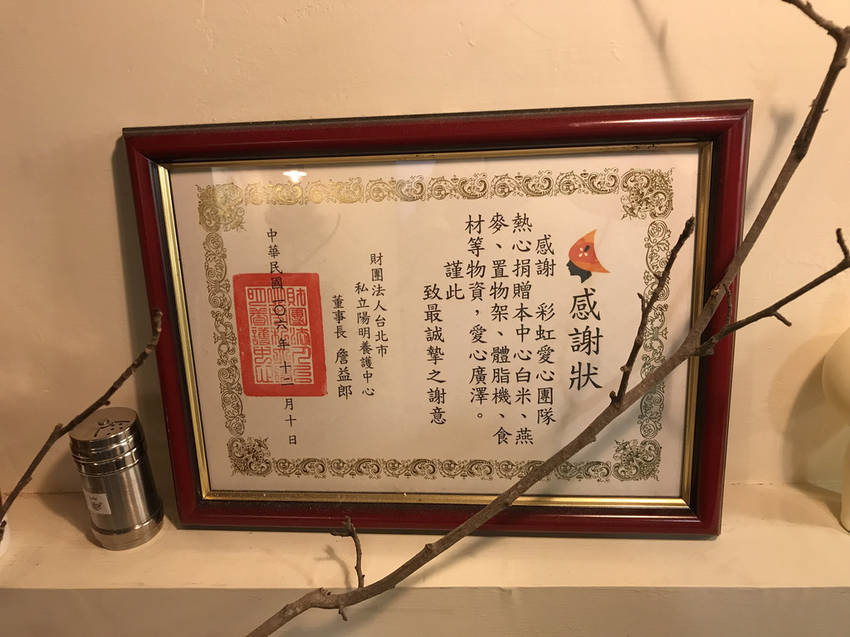 感謝狀
感謝 彩虹愛心團隊
熱心捐贈本中心白米、燕
麥、置物架、體脂機、食
材等物資，愛心廣澤。
謹此
致最誠摯之謝意
財團法人台北市
私立陽明養護中心
董事長 詹益郎
中華民國一〇六年十二月十日